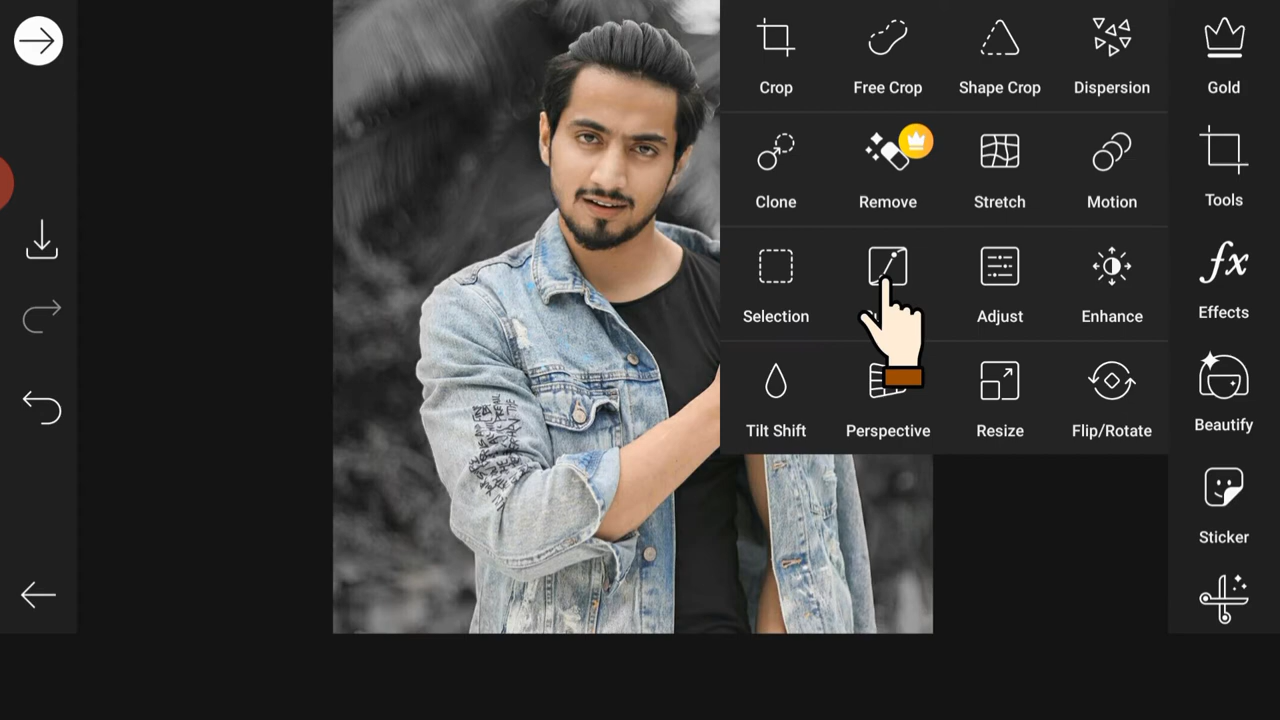 Crop Free Crop Shape Crop Dispersion Gold
Clone Remove Stretch Motion Tools
Selection Adjust Enhance Effects
Tilt Shift Perspective Resize Flip/Rotate Beautify
Sticker